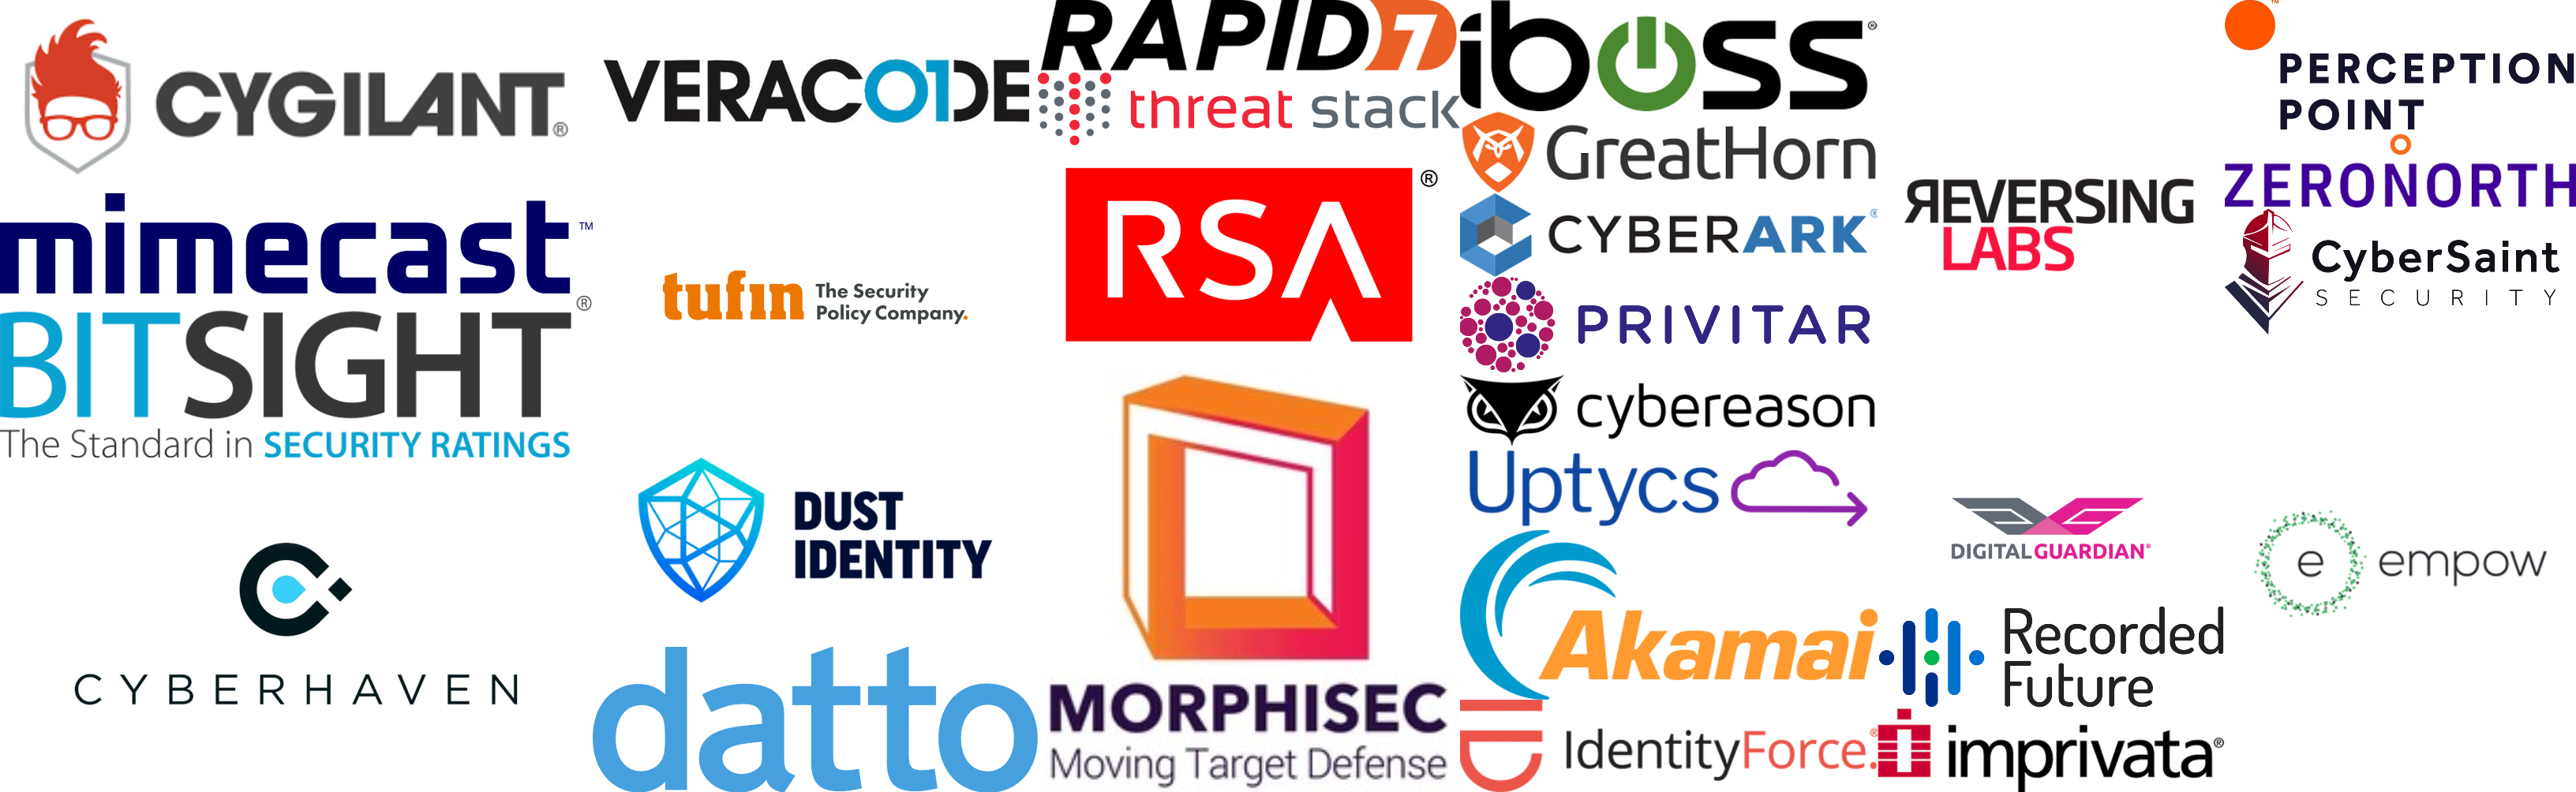 CYGILANT®
mimecast™
BITSIGHT®
The Standard in SECURITY RATINGS
CYBERHAVEN
VERACODE
tufin The Security
Policy Company.
DUST
IDENTITY
datto
RAPID7
threat stack
RSA®
MORPHISEC
Moving Target Defense
iboss®
GreatHorn
CYBERARK®
PRIVITAR
cybereason
Uptycs
Akamai
IdentityForce.®
REVERSING
LABS
DIGITAL GUARDIAN®
Recorded
Future
imprivata®
PERCEPTION
POINT
ZERONORTH
CyberSaint
SECURITY
e empow